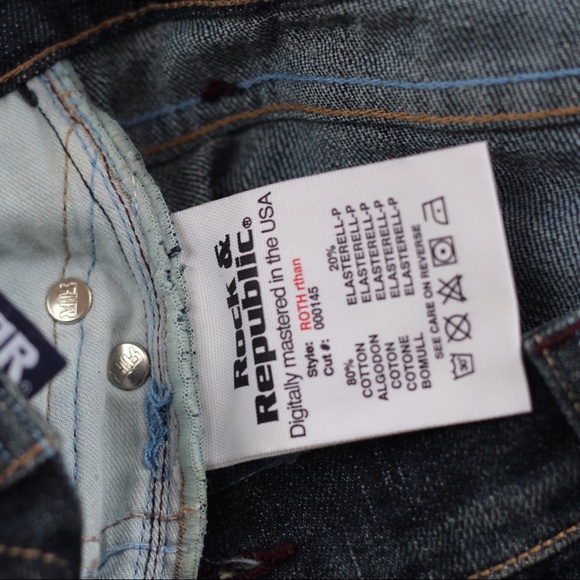 Rock &
Republic®
Digitally mastered in the USA
Style: ROTH rthan
Cut #: 000145
80% 20%
COTTON ELASTERELL-P
ALGODON ELASTERELL-P
COTON ELASTERELL-P
COTONE ELASTERELL-P
BOMULL ELASTERELL-P
SEE CARE ON REVERSE